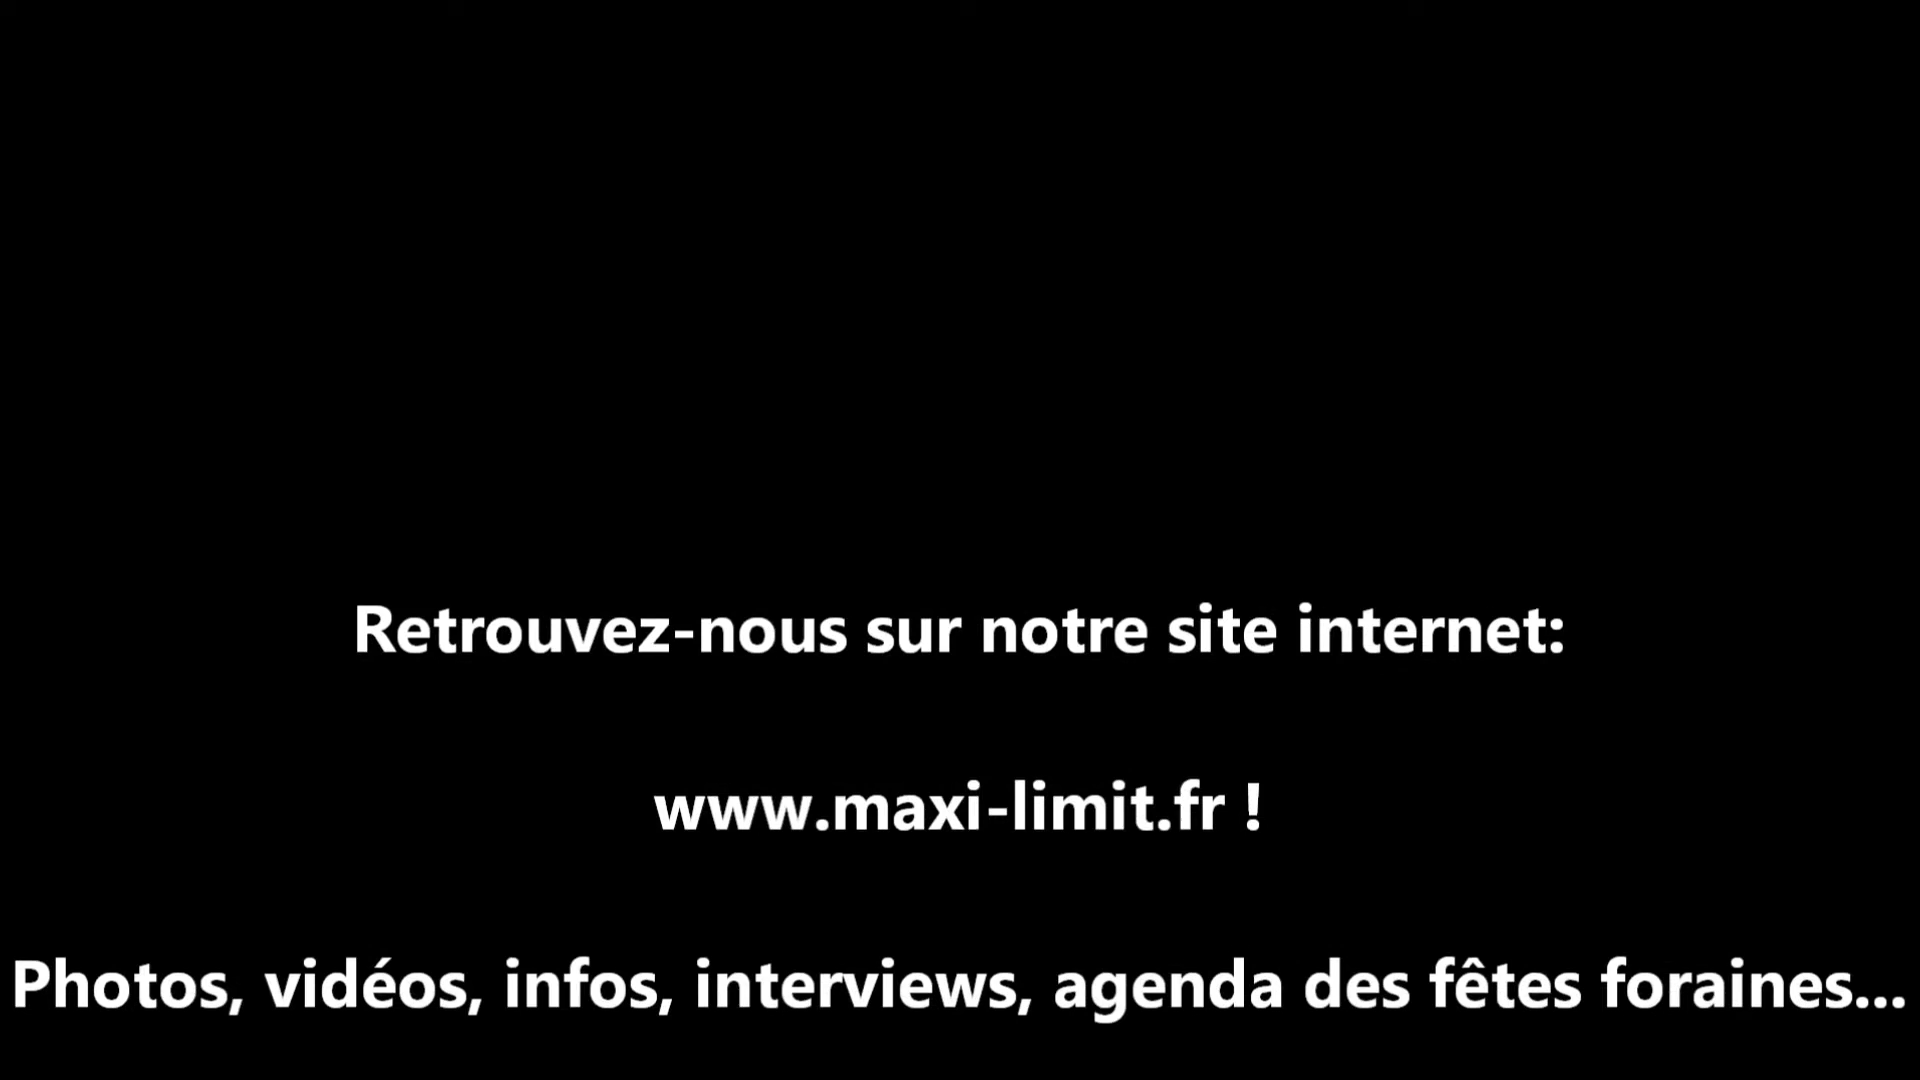 Retrouvez-nous sur notre site internet:
www.maxi-limit.fr !
Photos, vidéos, infos, interviews, agenda des fêtes foraines...